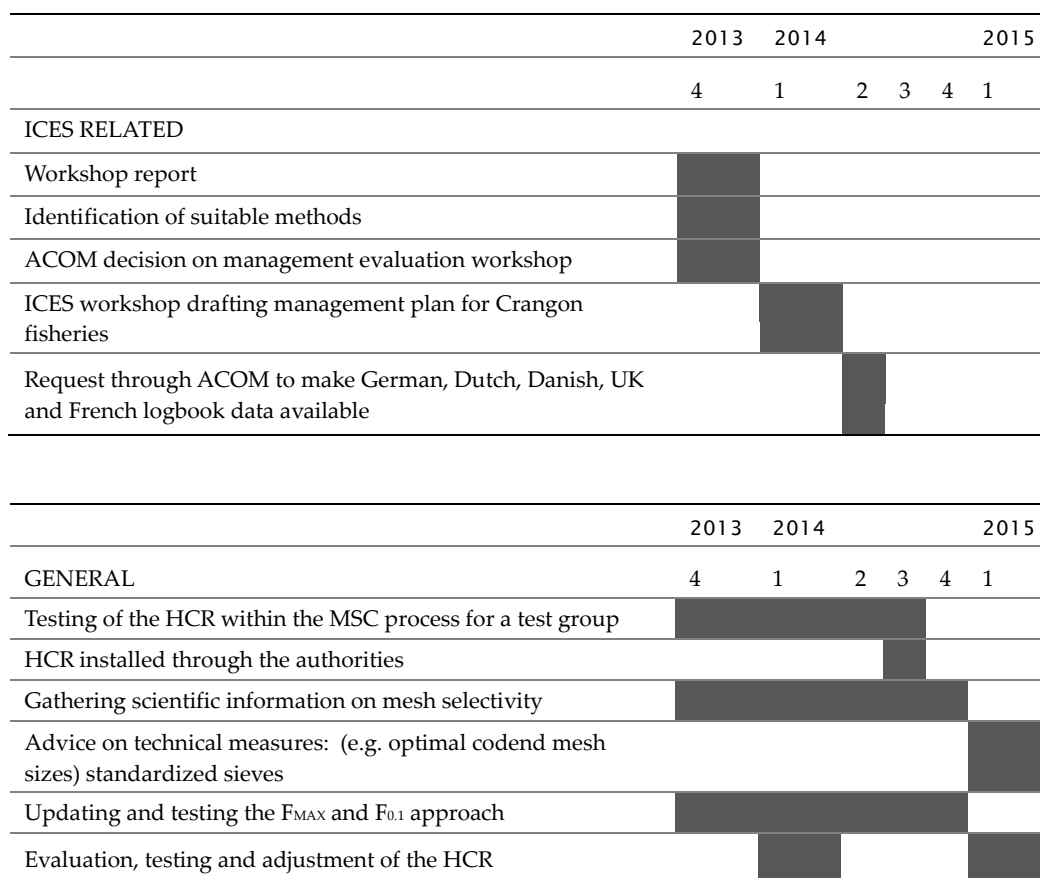 2013 2014 2015
4 1 2 3 4 1
ICES RELATED
Workshop report
Identification of suitable methods
ACOM decision on management evaluation workshop
ICES workshop drafting management plan for Crangon
fisheries
Request through ACOM to make German, Dutch, Danish, UK
and French logbook data available
2013 2014 2015
GENERAL 4 1 2 3 4 1
Testing of the HCR within the MSC process for a test group
HCR installed through the authorities
Gathering scientific information on mesh selectivity
Advice on technical measures: (e.g. optimal codend mesh
sizes) standardized sieves
Updating and testing the FMAX and F0.1 approach
Evaluation, testing and adjustment of the HCR